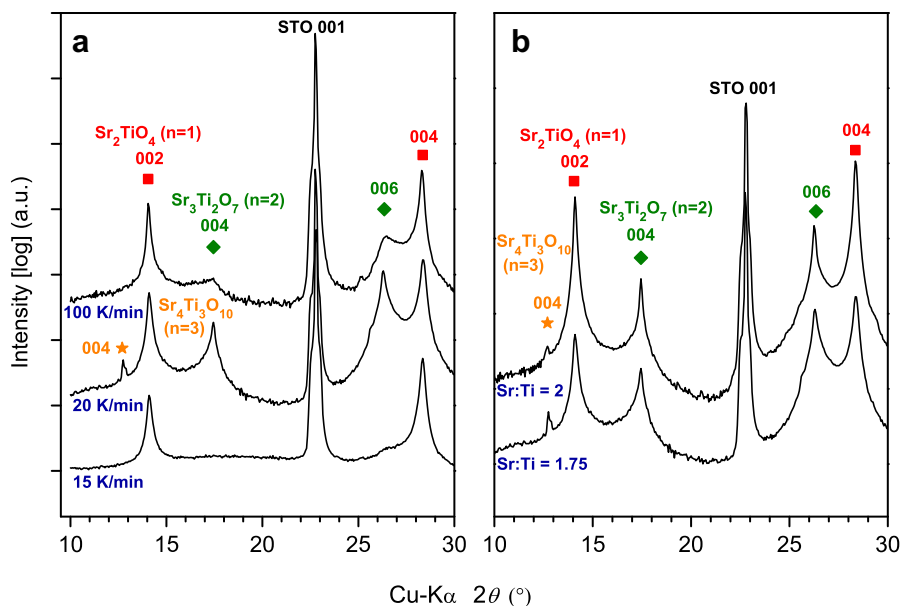 a
STO 001
Sr2TiO4 (n=1)
002
004
Sr3Ti2O7 (n=2)
004
006
100 K/min
Sr4Ti3O10
(n=3)
004
20 K/min
15 K/min
10 15 20 25 30
b
STO 001
Sr2TiO4 (n=1)
002
004
Sr3Ti2O7 (n=2)
004
006
Sr4Ti3O10
(n=3)
004
Sr:Ti = 2
Sr:Ti = 1.75
10 15 20 25 30
Intensity [log] (a.u.)
Cu-Kα 2θ (°)